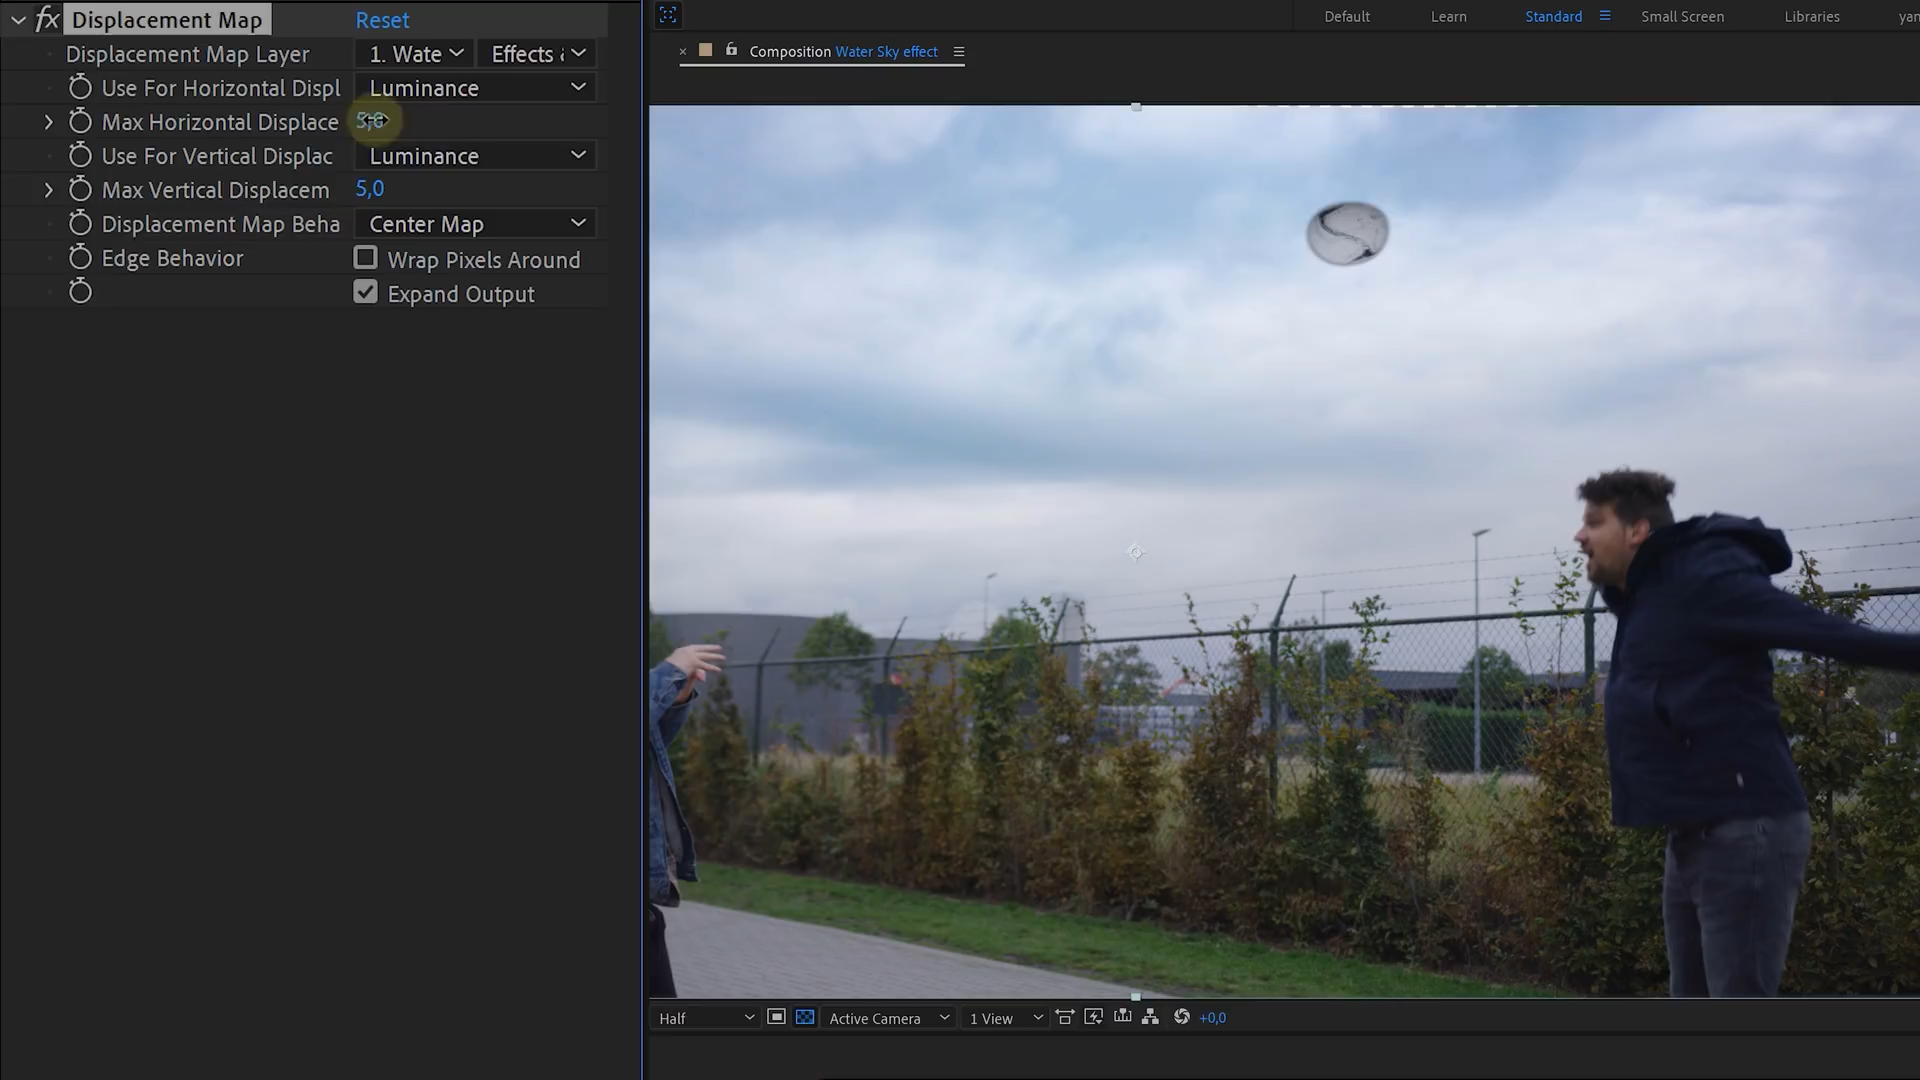 fx Displacement Map Reset
Displacement Map Layer 1. Wate Effects
Use For Horizontal Displ Luminance
Max Horizontal Displace
Use For Vertical Displac Luminance
Max Vertical Displacem 5,0
Displacement Map Beha Center Map
Edge Behavior Wrap Pixels Around
Expand Output
Default Learn Standard Small Screen Libraries yan
× Composition Water Sky effect
Half Active Camera 1 View +0,0